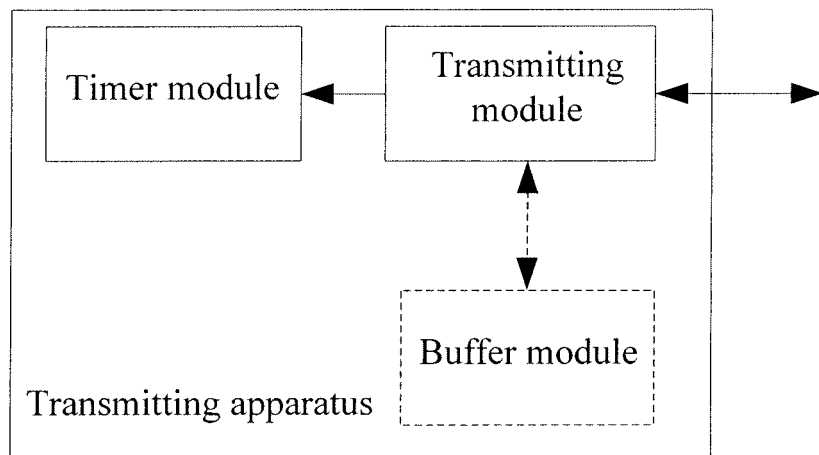 Timer module
Transmitting
module
Buffer module
Transmitting apparatus